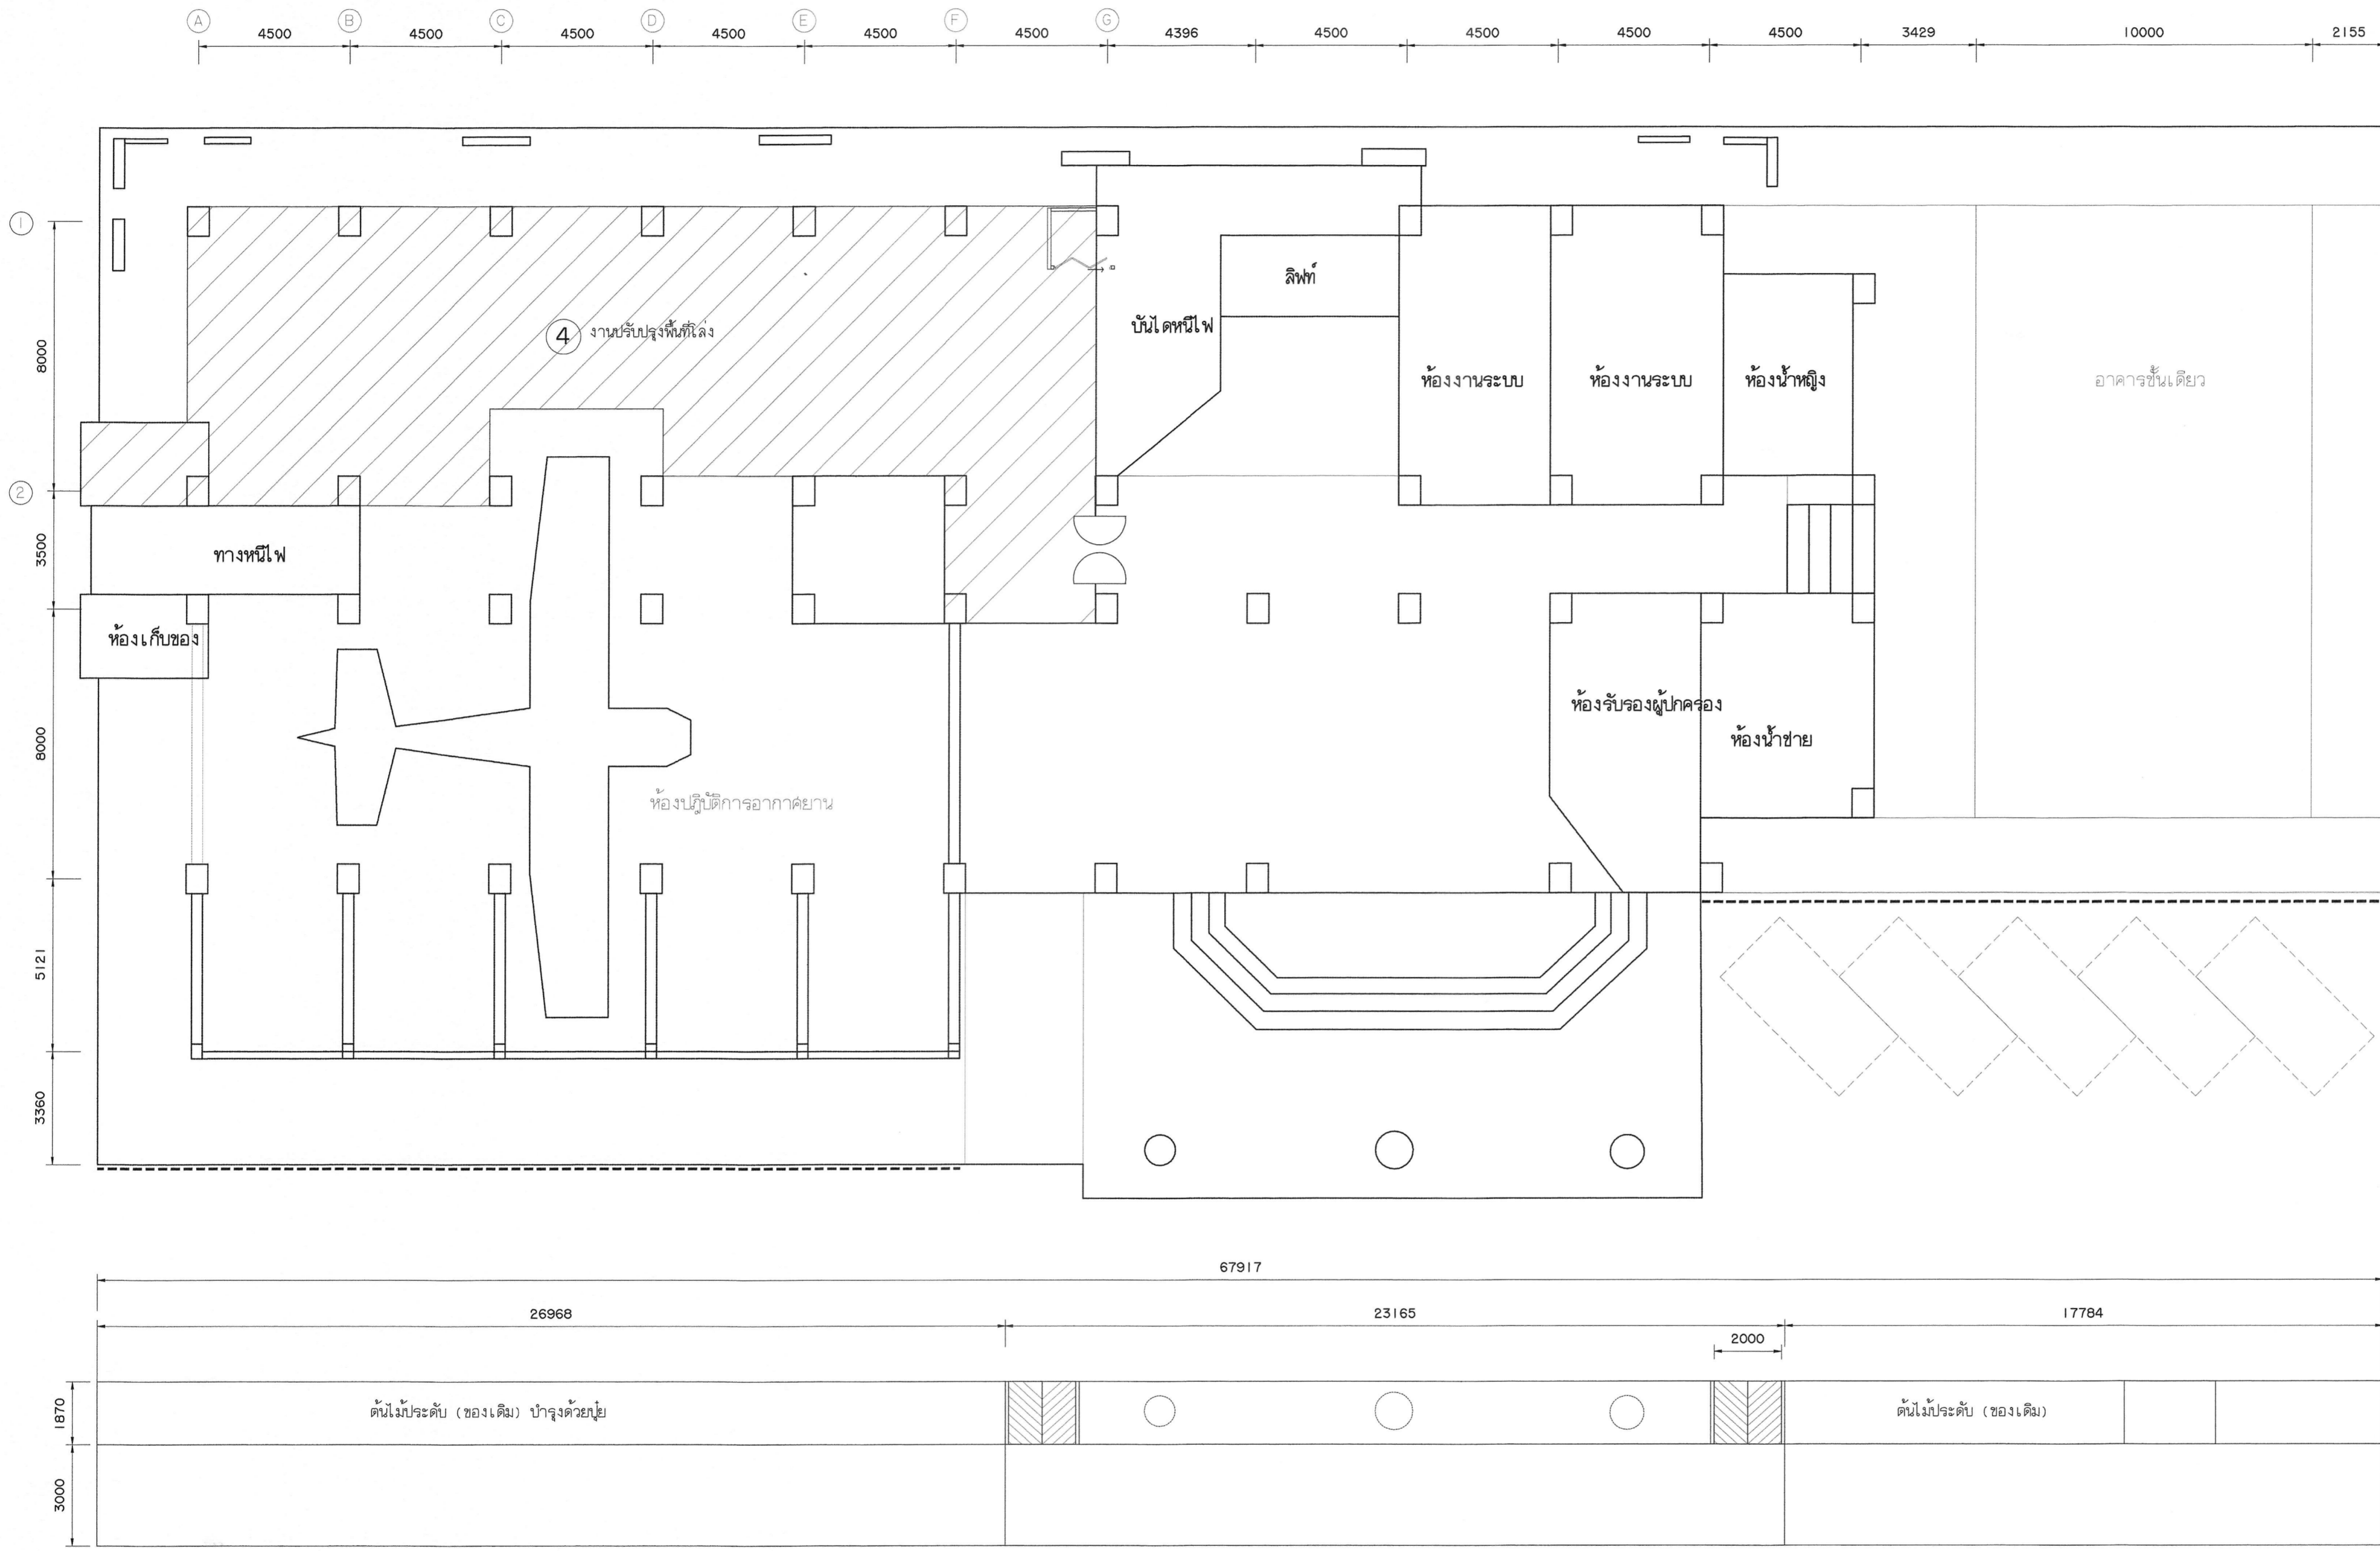 A B C D E F G
4500 4500 4500 4500 4500 4500 4396 4500 4500 4500 4500 3429 10000 2155
1
8000
ลิฟท์
บันไดหนีไฟ
4 งานปรับปรุงพื้นที่โล่ง
ห้องงานระบบ
ห้องงานระบบ
ห้องน้ำหญิง
อาคารชั้นเดียว
2
3500
ทางหนีไฟ
ห้องเก็บของ
8000
ห้องรับรองผู้ปกครอง
ห้องน้ำชาย
ห้องปฎิบัติการอากาศยาน
5121
3360
67917
26968 23165 17784
2000
1870
ต้นไม้ประดับ (ของเดิม) บำรุงด้วยปุ๋ย
ต้นไม้ประดับ (ของเดิม)
3000